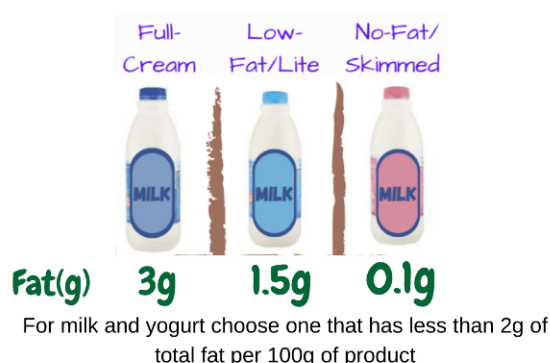 Full- Low- No-Fat/
Cream Fat/Lite Skimmed
MILK MILK MILK
Fat(g) 3g 1.5g 0.1g
For milk and yogurt choose one that has less than 2g of
total fat per 100g of product